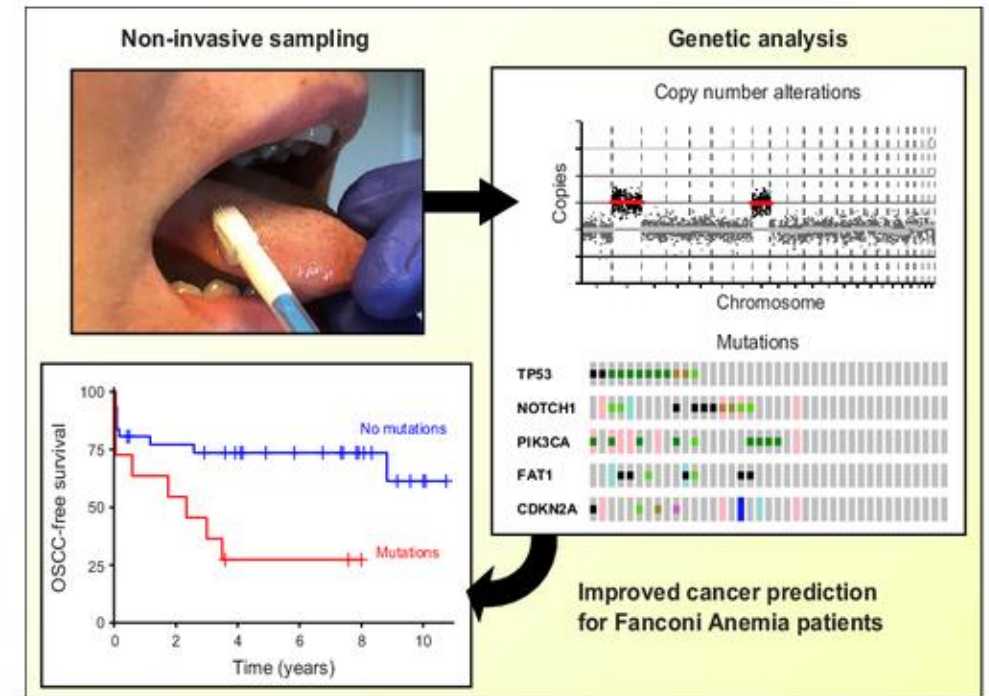 Non-invasive sampling
Genetic analysis
Copy number alterations
Copies
Chromosome
Mutations
TP53
NOTCH1
PIK3CA
FAT1
CDKN2A
100
75
50
25
0
OSCC-free survival
No mutations
Mutations
0 2 4 6 8 10
Time (years)
Improved cancer prediction
for Fanconi Anemia patients